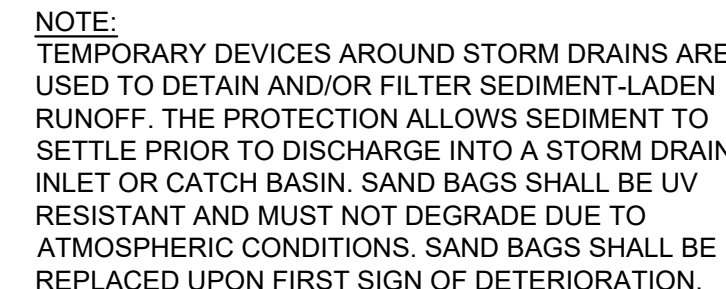 NOTE:
TEMPORARY DEVICES AROUND STORM DRAINS ARE
USED TO DETAIN AND/OR FILTER SEDIMENT-LADEN
RUNOFF. THE PROTECTION ALLOWS SEDIMENT TO
SETTLE PRIOR TO DISCHARGE INTO A STORM DRAIN
INLET OR CATCH BASIN. SAND BAGS SHALL BE UV
RESISTANT AND MUST NOT DEGRADE DUE TO
ATMOSPHERIC CONDITIONS. SAND BAGS SHALL BE
REPLACED UPON FIRST SIGN OF DETERIORATION.